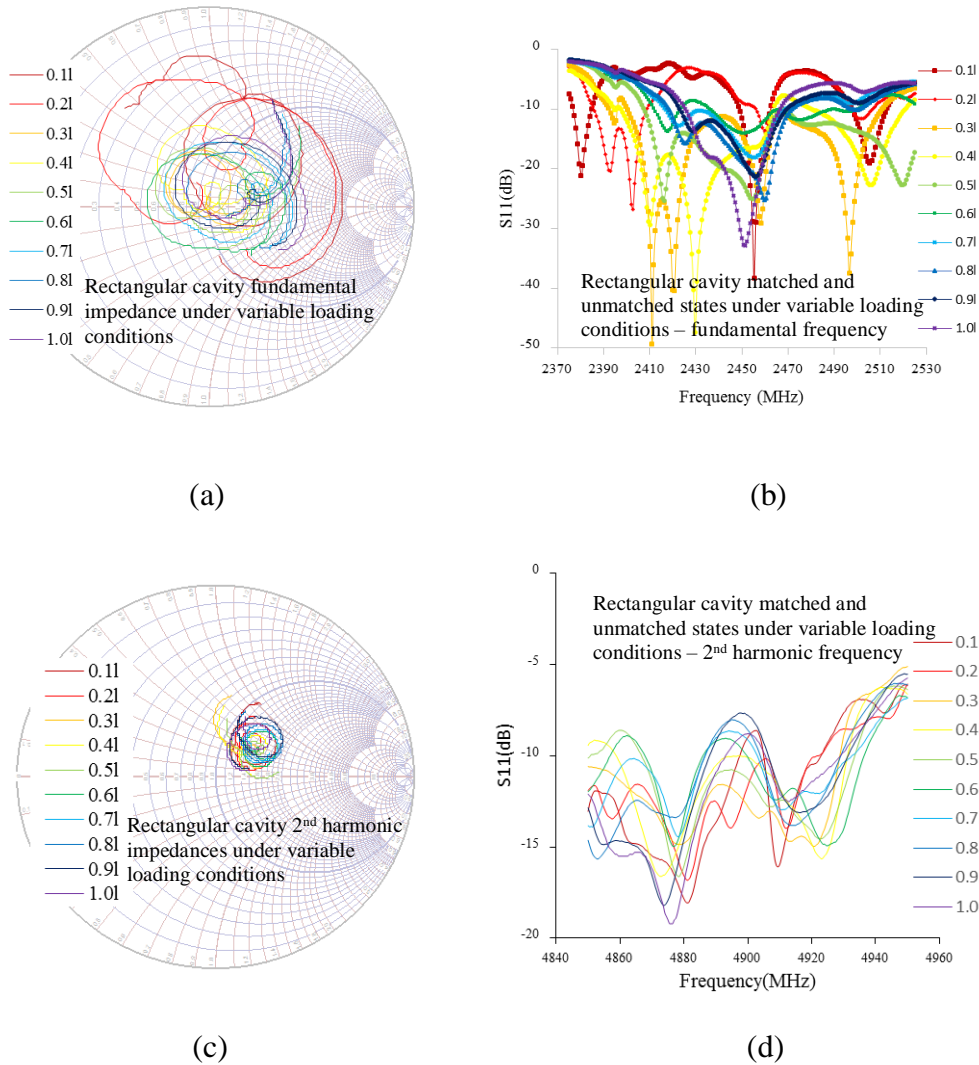 0.1l
0.2l
0.3l
0.4l
0.5l
0.6l
0.7l
0.8l
0.9l
1.0l
Rectangular cavity fundamental
impedance under variable loading
conditions
(a)
0
-10
-20
-30
-40
-50
S11(dB)
2370 2390 2410 2430 2450 2470 2490 2510 2530
Frequency (MHz)
Rectangular cavity matched and
unmatched states under variable loading
conditions – fundamental frequency
0.1l
0.2l
0.3l
0.4l
0.5l
0.6l
0.7l
0.8l
0.9l
1.0l
(b)
0.1l
0.2l
0.3l
0.4l
0.5l
0.6l
0.7l
0.8l
0.9l
1.0l
Rectangular cavity 2nd harmonic
impedances under variable
loading conditions
(c)
0
-5
-10
-15
-20
S11(dB)
4840 4860 4880 4900 4920 4940 4960
Frequency(MHz)
Rectangular cavity matched and
unmatched states under variable loading
conditions – 2nd harmonic frequency
0.1
0.2
0.3
0.4
0.5
0.6
0.7
0.8
0.9
1.0
(d)